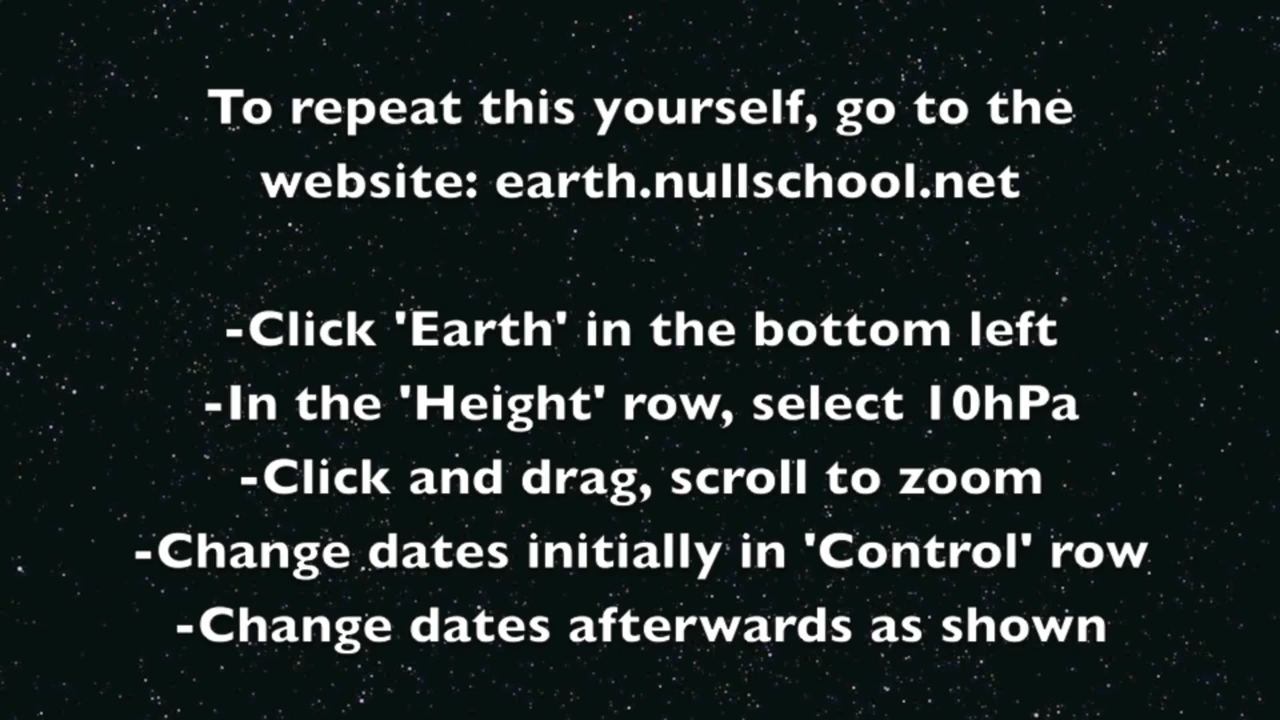 To repeat this yourself, go to the
website: earth.nullschool.net
-Click 'Earth' in the bottom left
-In the 'Height' row, select 10hPa
-Click and drag, scroll to zoom
-Change dates initially in 'Control' row
-Change dates afterwards as shown